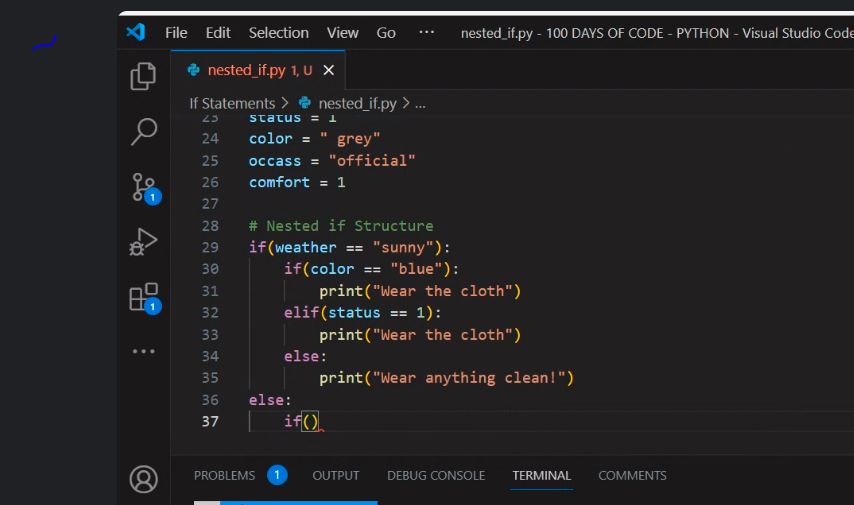 File Edit Selection View Go ··· nested_if.py - 100 DAYS OF CODE - PYTHON - Visual Studio Code
nested_if.py 1, U
If Statements > nested_if.py > ...
23 status = 1
24 color = " grey"
25 occass = "official"
26 comfort = 1
27
28 # Nested if Structure
29 if(weather == "sunny"):
30 if(color == "blue"):
31 print("Wear the cloth")
32 elif(status == 1):
33 print("Wear the cloth")
34 else:
35 print("Wear anything clean!")
36 else:
37 if()
1
1
PROBLEMS 1 OUTPUT DEBUG CONSOLE TERMINAL COMMENTS